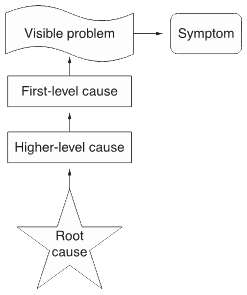 Visible problem
Symptom
First-level cause
Higher-level cause
Root
cause